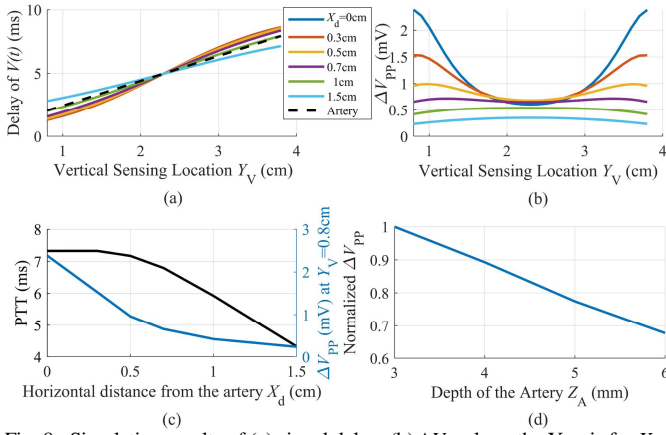 Delay of V(t) (ms)
10
5
0
1
2
3
4
Vertical Sensing Location Y_V (cm)
(a)
X_d=0cm
0.3cm
0.5cm
0.7cm
1cm
1.5cm
Artery
ΔV_PP (mV)
2
1.5
1
0.5
0
1
2
3
4
Vertical Sensing Location Y_V (cm)
(b)
PTT (ms)
8
7
6
5
4
0
0.5
1
1.5
3
2
1
0
ΔV_PP (mV) at Y_V=0.8cm
Horizontal distance from the artery X_d (cm)
(c)
Normalized ΔV_PP
1
0.9
0.8
0.7
0.6
3
4
5
6
Depth of the Artery Z_A (mm)
(d)